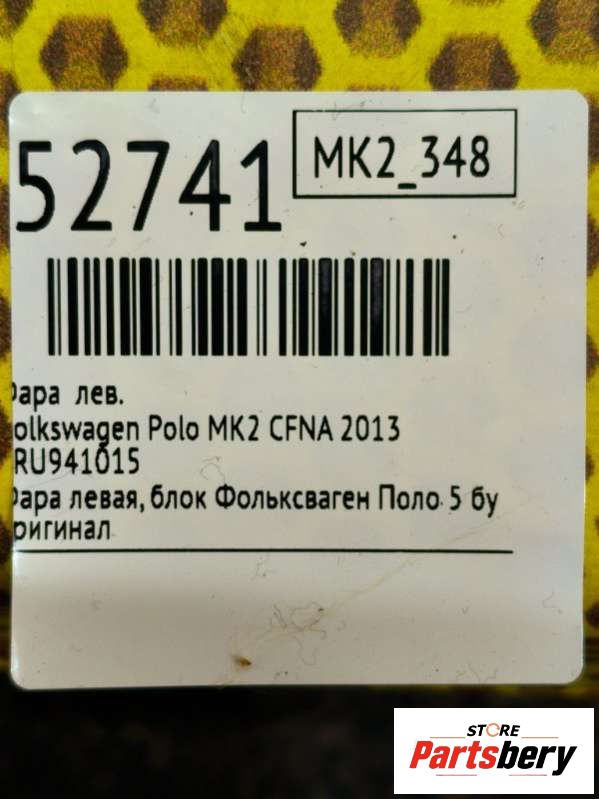 52741
MK2_348
Фара лев.
olkswagen Polo MK2 CFNA 2013
RU941015
Фара левая, блок Фольксваген Поло 5 бу
ригинал
STORE
Partsbery